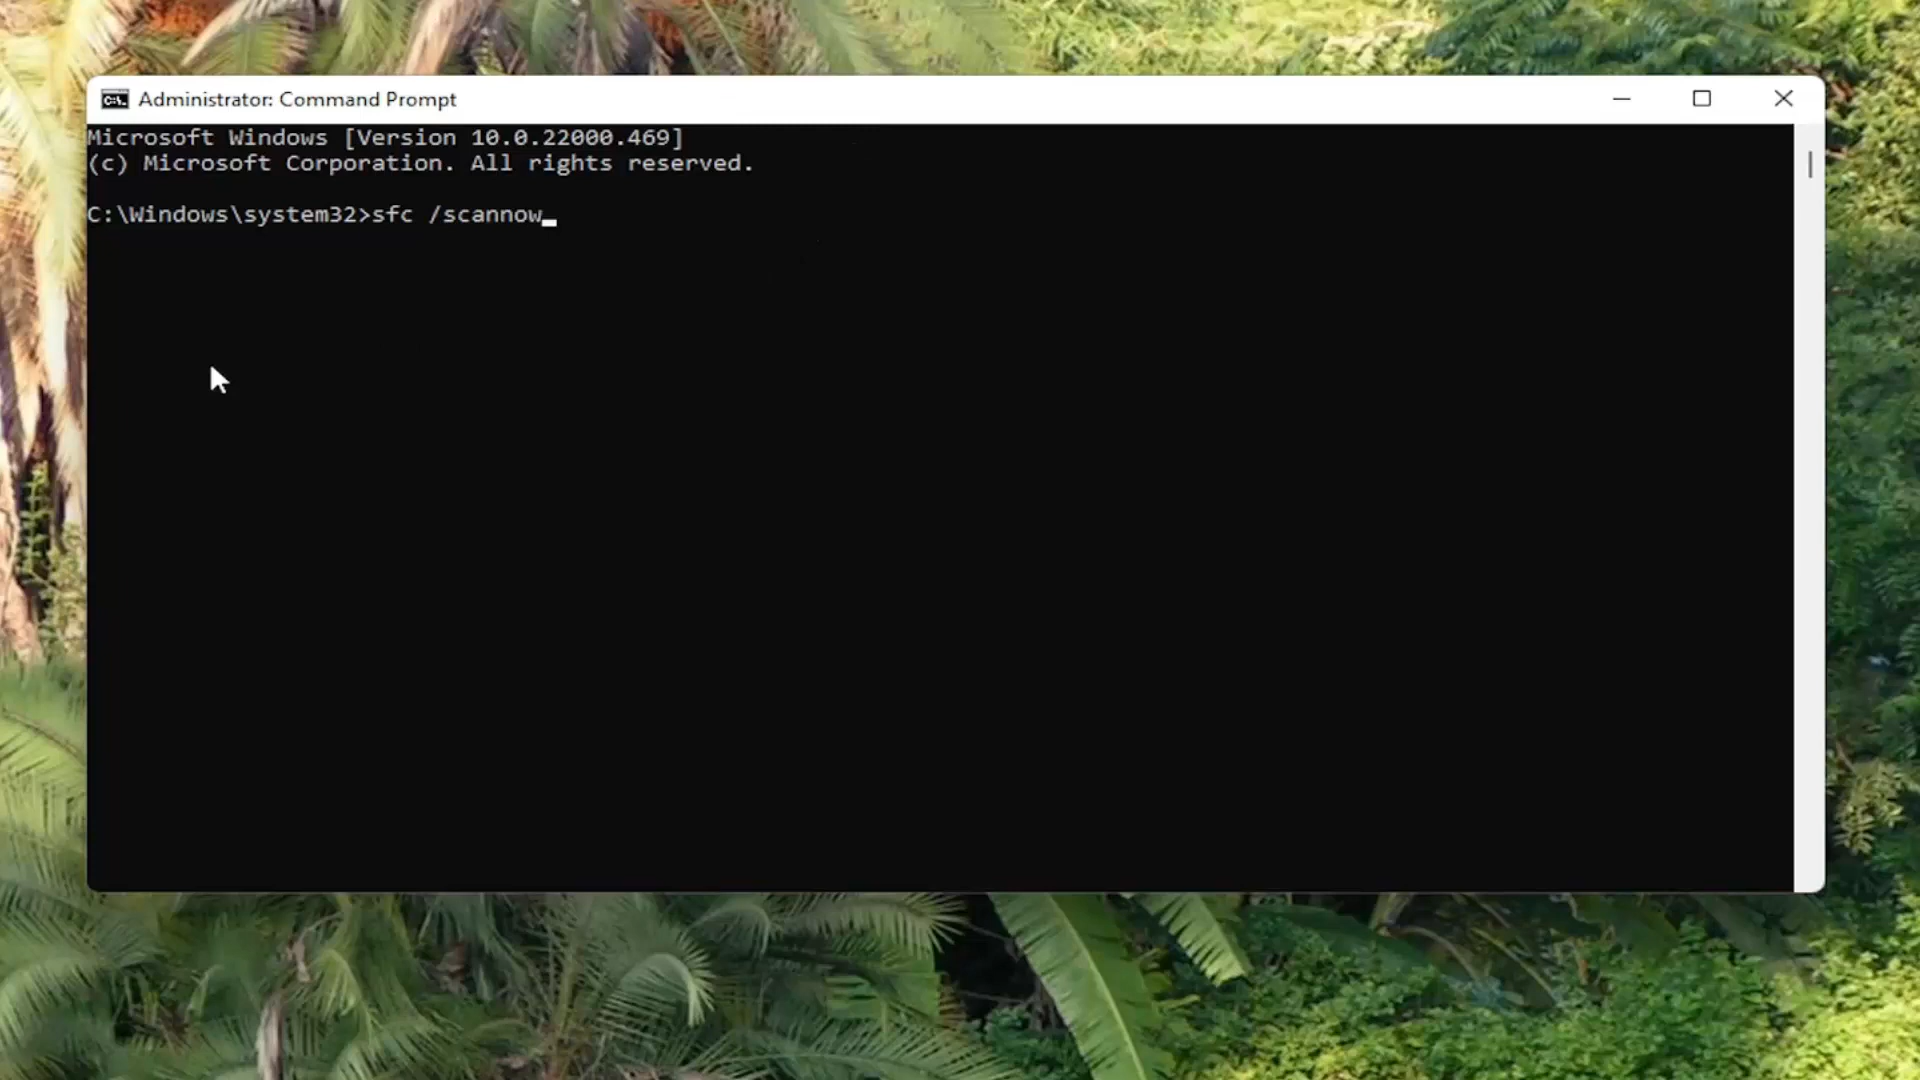 Administrator: Command Prompt
Microsoft Windows [Version 10.0.22000.469]
(c) Microsoft Corporation. All rights reserved.
C:\Windows\system32>sfc /scannow